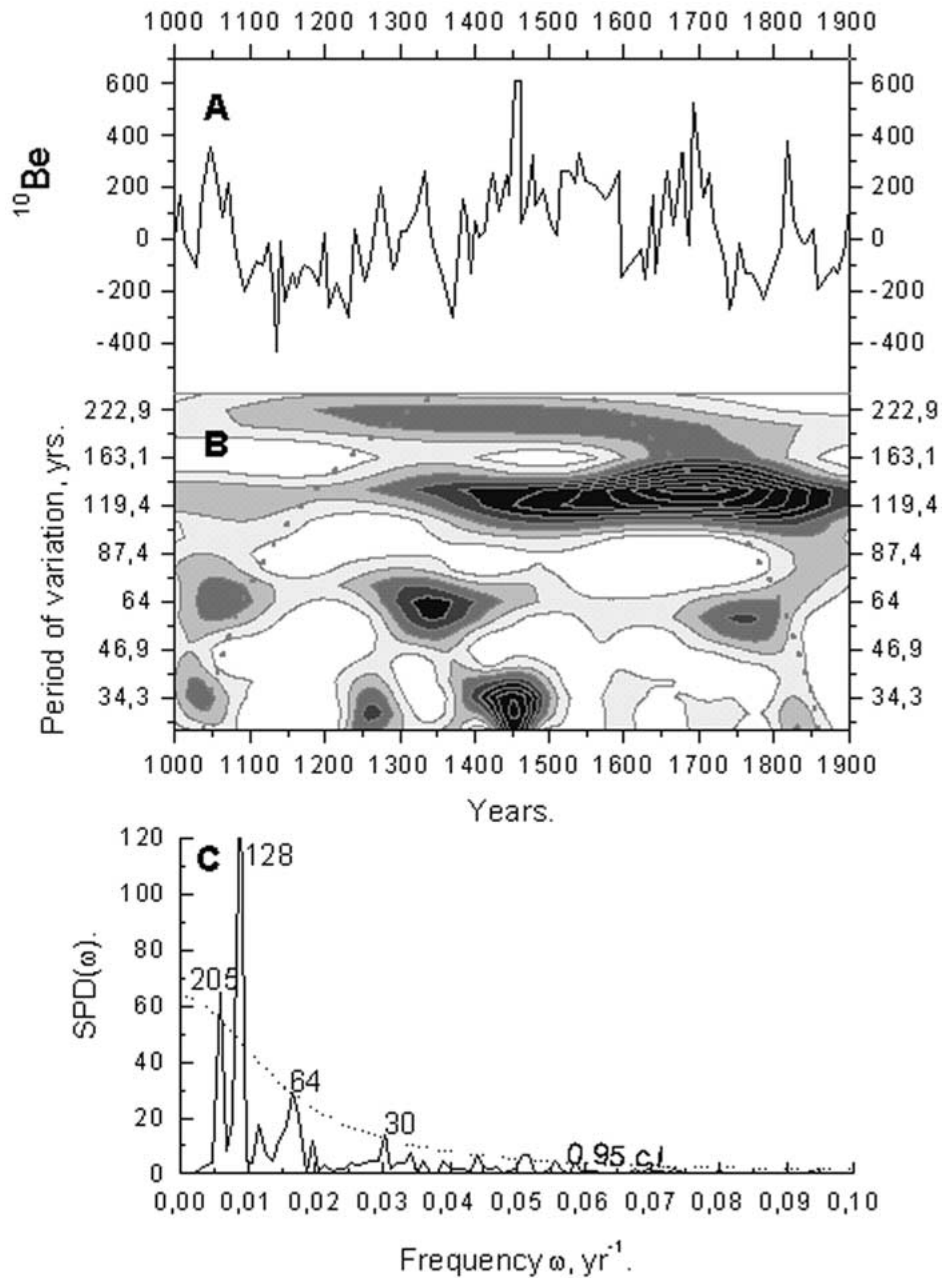 1000 1100 1200 1300 1400 1500 1600 1700 1800 1900
A
¹⁰Be
600 600
400 400
200 200
0 0
-200 -200
-400 -400
B
Period of variation, yrs.
222,9 222,9
163,1 163,1
119,4 119,4
87,4 87,4
64 64
46,9 46,9
34,3 34,3
1000 1100 1200 1300 1400 1500 1600 1700 1800 1900
Years.
C
SPD(ω).
120
100
80
60
40
20
0
128
205
64
30
0,95 c.l.
0,00 0,01 0,02 0,03 0,04 0,05 0,06 0,07 0,08 0,09 0,10
Frequency ω, yr⁻¹.